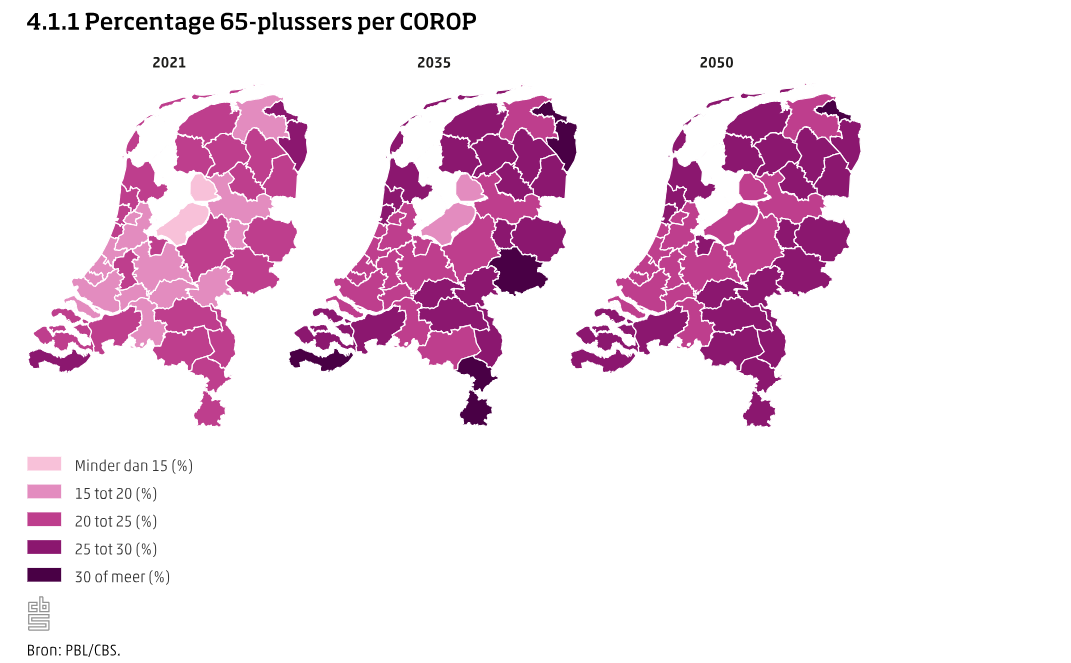 4.1.1 Percentage 65-plussers per COROP
2021
2035
2050
Minder dan 15 (%)
15 tot 20 (%)
20 tot 25 (%)
25 tot 30 (%)
30 of meer (%)
cbs
Bron: PBL/CBS.